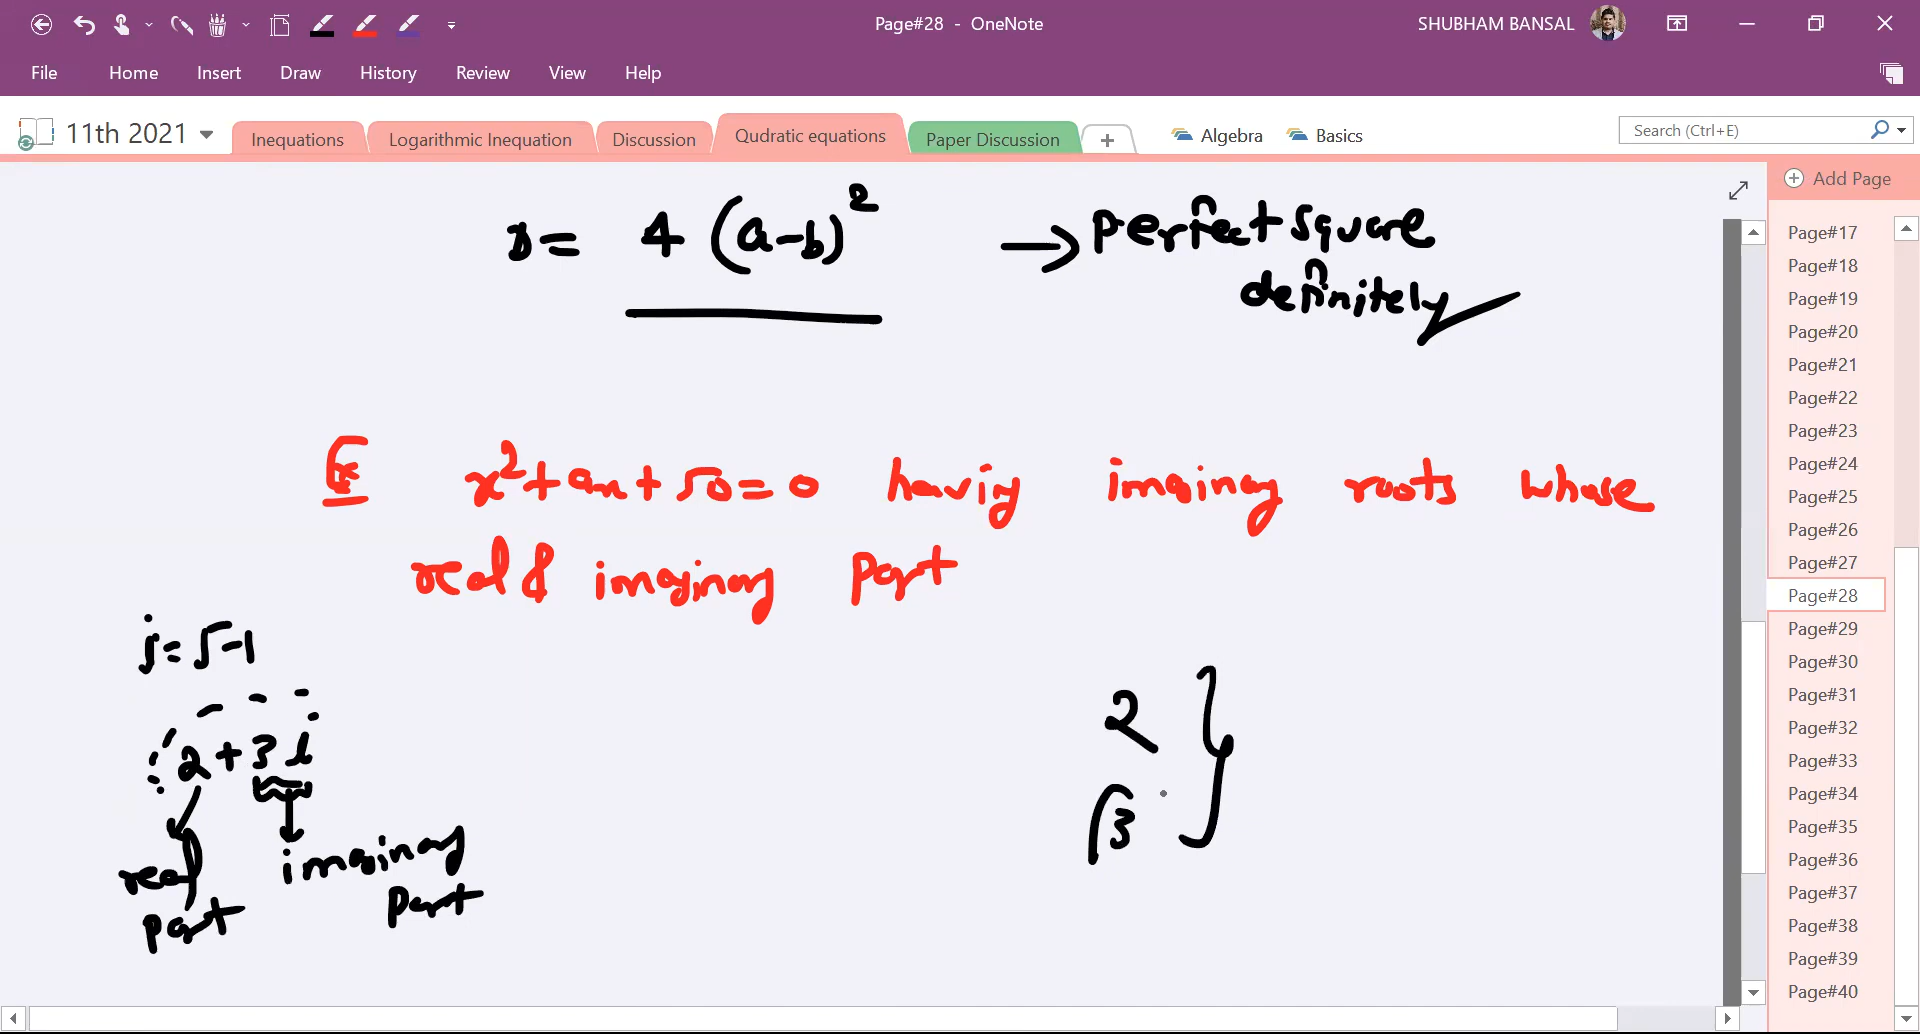 Page#28 - OneNote
SHUBHAM BANSAL
File Home Insert Draw History Review View Help
11th 2021
Inequations Logarithmic Inequation Discussion Qudratic equations Paper Discussion + Algebra Basics
Search (Ctrl+E)
Add Page
D = 4 (a-b)² → perfect square
definitely
Ex x²+ax+50=0 having imaginary roots whose
real & imaginary part
i = √-1
2 + 3i
real
part
imaginary
part
2
√3
Page#17
Page#18
Page#19
Page#20
Page#21
Page#22
Page#23
Page#24
Page#25
Page#26
Page#27
Page#28
Page#29
Page#30
Page#31
Page#32
Page#33
Page#34
Page#35
Page#36
Page#37
Page#38
Page#39
Page#40